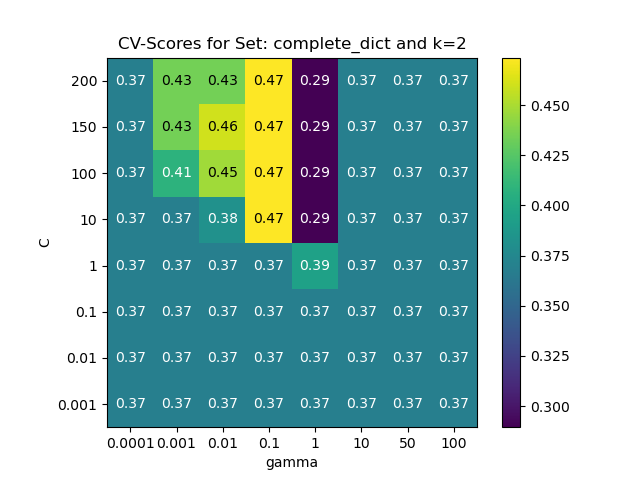 CV-Scores for Set: complete_dict and k=2
200 0.37 0.43 0.43 0.47 0.29 0.37 0.37 0.37
150 0.37 0.43 0.46 0.47 0.29 0.37 0.37 0.37
100 0.37 0.41 0.45 0.47 0.29 0.37 0.37 0.37
10 0.37 0.37 0.38 0.47 0.29 0.37 0.37 0.37
1 0.37 0.37 0.37 0.37 0.39 0.37 0.37 0.37
0.1 0.37 0.37 0.37 0.37 0.37 0.37 0.37 0.37
0.01 0.37 0.37 0.37 0.37 0.37 0.37 0.37 0.37
0.001 0.37 0.37 0.37 0.37 0.37 0.37 0.37 0.37
0.0001 0.001 0.01 0.1 1 10 50 100
gamma
C
0.450
0.425
0.400
0.375
0.350
0.325
0.300